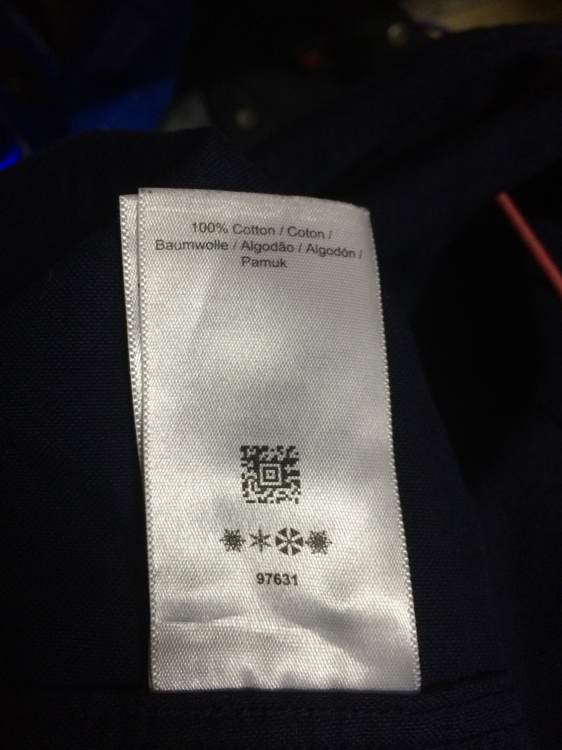 100% Cotton / Coton /
Baumwolle / Algodão / Algodón /
Pamuk
97631